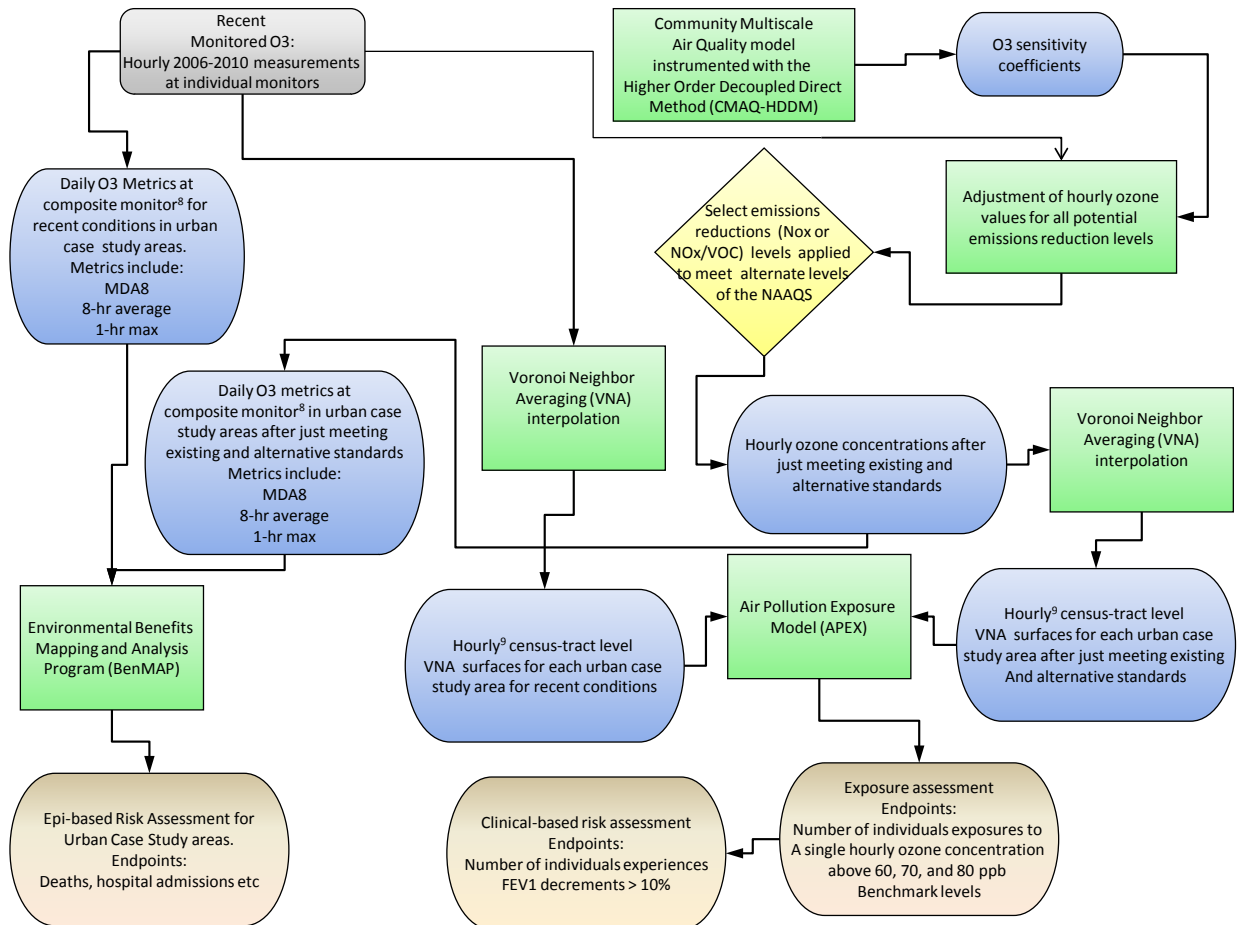 Recent
Monitored O3:
Hourly 2006-2010 measurements
at individual monitors
Community Multiscale
Air Quality model
instrumented with the
Higher Order Decoupled Direct
Method (CMAQ-HDDM)
O3 sensitivity
coefficients
Daily O3 Metrics at
composite monitor⁸ for
recent conditions in urban
case study areas.
Metrics include:
MDA8
8-hr average
1-hr max
Select emissions
reductions (Nox or
NOx/VOC) levels applied
to meet alternate levels
of the NAAQS
Adjustment of hourly ozone
values for all potential
emissions reduction levels
Daily O3 metrics at
composite monitor⁸ in urban case
study areas after just meeting
existing and alternative standards
Metrics include:
MDA8
8-hr average
1-hr max
Voronoi Neighbor
Averaging (VNA)
interpolation
Hourly ozone concentrations after
just meeting existing and
alternative standards
Voronoi Neighbor
Averaging (VNA)
interpolation
Environmental Benefits
Mapping and Analysis
Program (BenMAP)
Hourly⁹ census-tract level
VNA surfaces for each urban case
study area for recent conditions
Air Pollution Exposure
Model (APEX)
Hourly⁹ census-tract level
VNA surfaces for each urban case
study area after just meeting existing
And alternative standards
Epi-based Risk Assessment for
Urban Case Study areas.
Endpoints:
Deaths, hospital admissions etc
Clinical-based risk assessment
Endpoints:
Number of individuals experiences
FEV1 decrements > 10%
Exposure assessment
Endpoints:
Number of individuals exposures to
A single hourly ozone concentration
above 60, 70, and 80 ppb
Benchmark levels